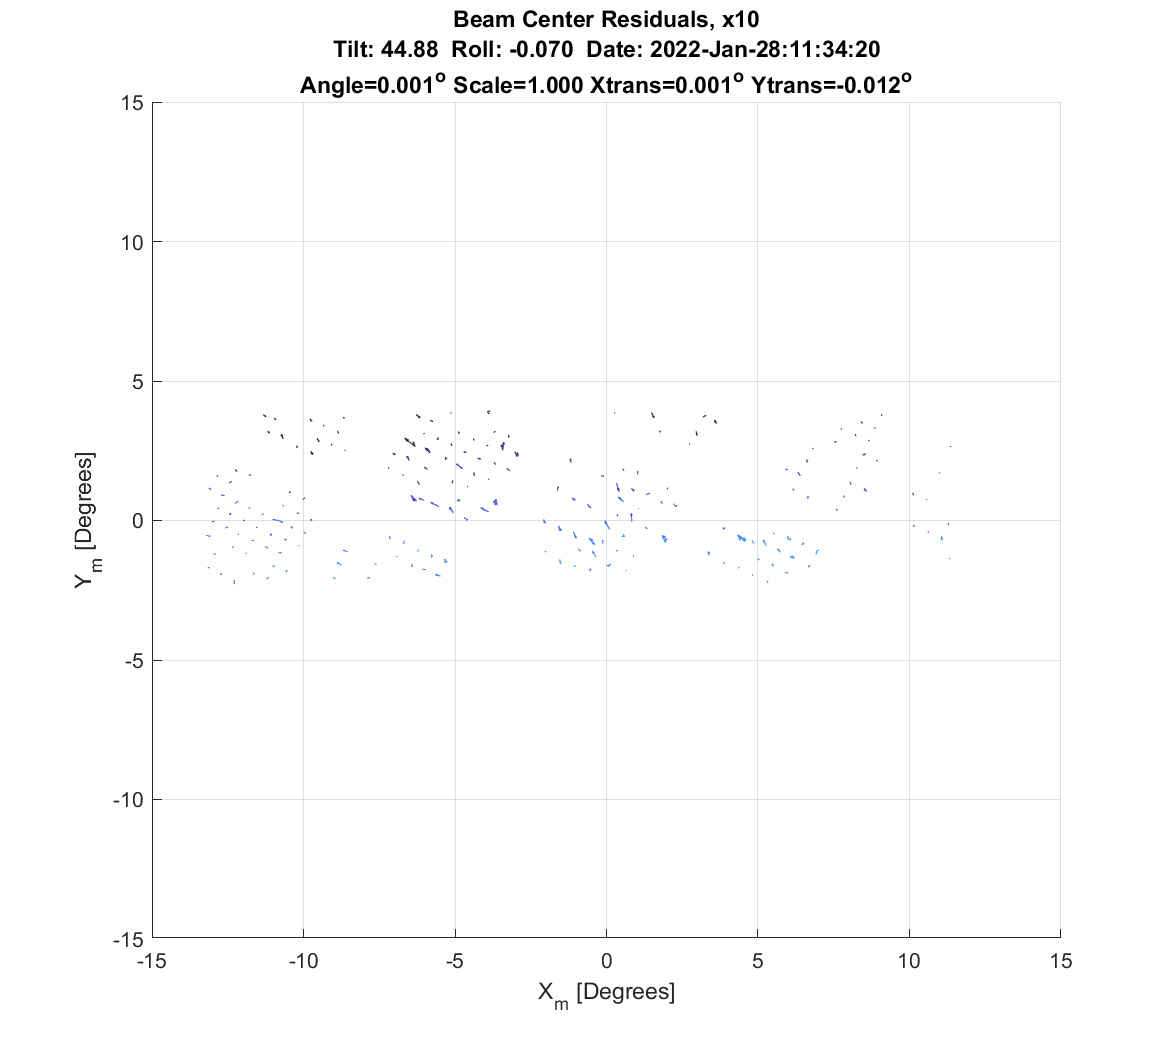 Beam Center Residuals, x10
Tilt: 44.88  Roll: -0.070  Date: 2022-Jan-28:11:34:20
Angle=0.001° Scale=1.000 Xtrans=0.001° Ytrans=-0.012°
15
10
5
0
-5
-10
-15
Y_m [Degrees]
-15 -10 -5 0 5 10 15
X_m [Degrees]